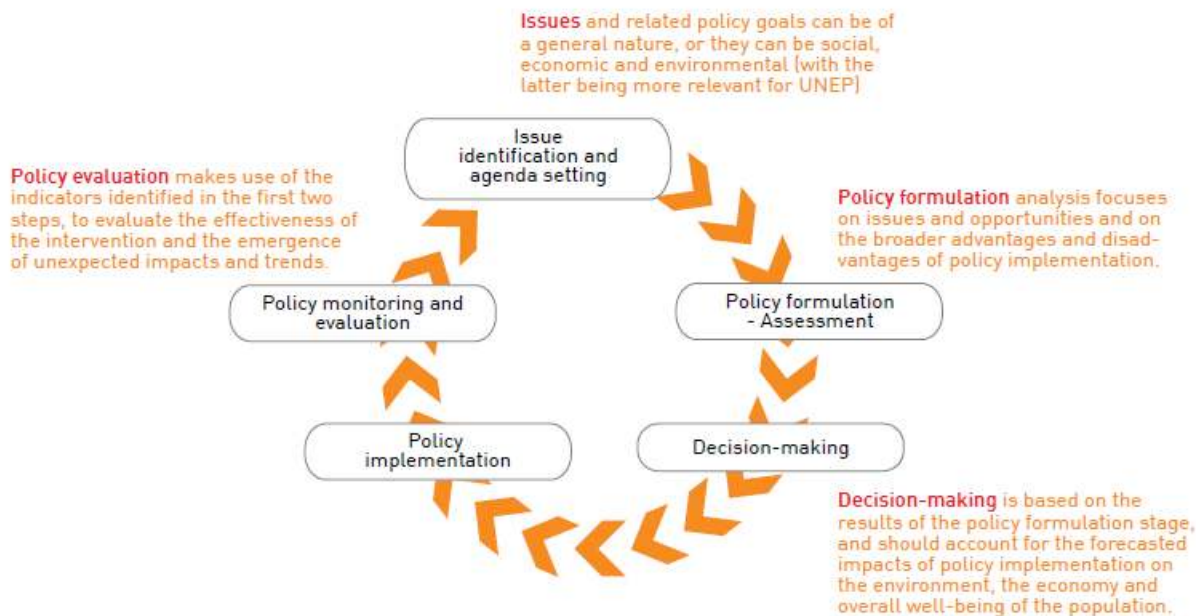 Issues and related policy goals can be of
a general nature, or they can be social,
economic and environmental (with the
latter being more relevant for UNEP)
Issue
identification and
agenda setting
Policy evaluation makes use of the
indicators identified in the first two
steps, to evaluate the effectiveness of
the intervention and the emergence
of unexpected impacts and trends.
Policy formulation analysis focuses
on issues and opportunities and on
the broader advantages and disad-
vantages of policy implementation.
Policy monitoring and
evaluation
Policy formulation
- Assessment
Policy
implementation
Decision-making
Decision-making is based on the
results of the policy formulation stage,
and should account for the forecasted
impacts of policy implementation on
the environment, the economy and
overall well-being of the population.